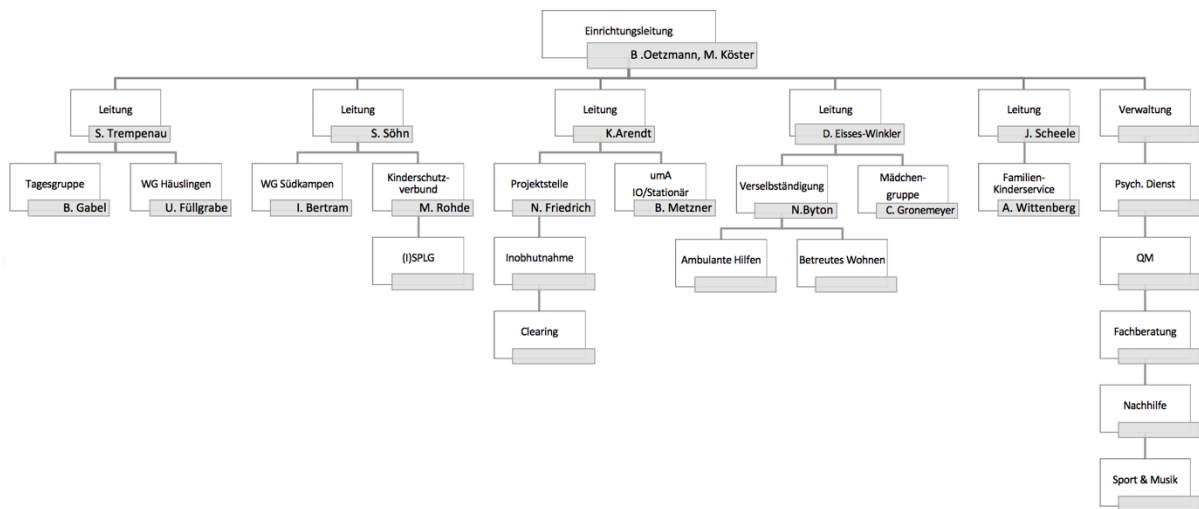 Einrichtungsleitung
B .Oetzmann, M. Köster
Leitung
S. Trempenau
Leitung
S. Söhn
Leitung
K.Arendt
Leitung
D. Eisses-Winkler
Leitung
J. Scheele
Verwaltung
Tagesgruppe
B. Gabel
WG Häuslingen
U. Füllgrabe
WG Südkampen
I. Bertram
Kinderschutz-
verbund
M. Rohde
Projektstelle
N. Friedrich
umA
IO/Stationär
B. Metzner
Verselbständigung
N.Byton
Mädchen-
gruppe
C. Gronemeyer
Familien-
Kinderservice
A. Wittenberg
Psych. Dienst
(I)SPLG
Inobhutnahme
Ambulante Hilfen
Betreutes Wohnen
QM
Clearing
Fachberatung
Nachhilfe
Sport & Musik